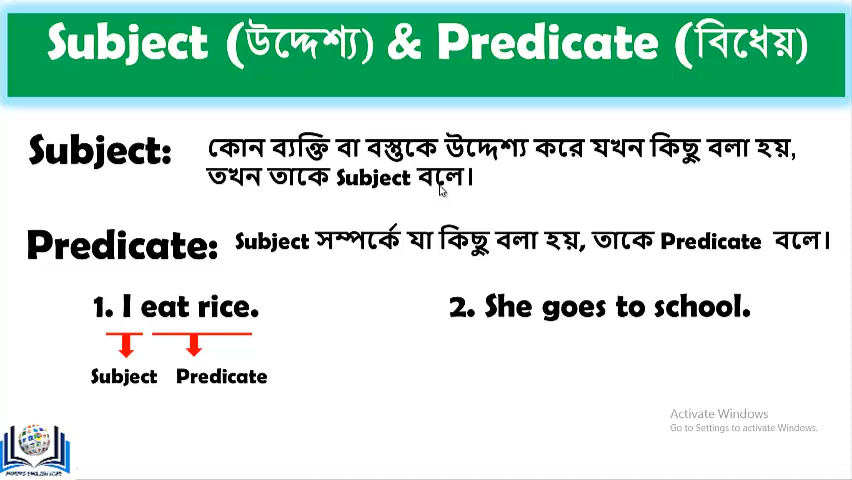 Subject (উদ্দেশ্য) & Predicate (বিধেয়)
Subject: কোন ব্যক্তি বা বস্তুকে উদ্দেশ্য করে যখন কিছু বলা হয়,
তখন তাকে Subject বলে।
Predicate: Subject সম্পর্কে যা কিছু বলা হয়, তাকে Predicate বলে।
1. I eat rice. 2. She goes to school.
Subject Predicate
Activate Windows
Go to Settings to activate Windows.